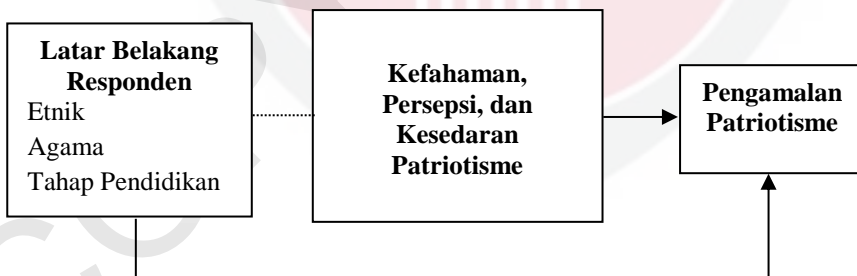 Latar Belakang
Responden
Etnik
Agama
Tahap Pendidikan
Kefahaman,
Persepsi, dan
Kesedaran
Patriotisme
Pengamalan
Patriotisme